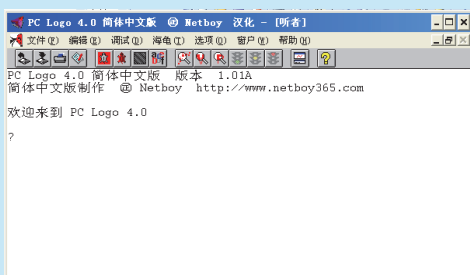 PC Logo 4.0 简体中文版 @ Netboy 汉化 - [听者]
文件(F) 编辑(E) 调试(D) 海龟(T) 选项(O) 窗户(W) 帮助(H)
PC Logo 4.0 简体中文版 版本 1.01A
简体中文版制作 @ Netboy http://www.netboy365.com
欢迎来到 PC Logo 4.0
?